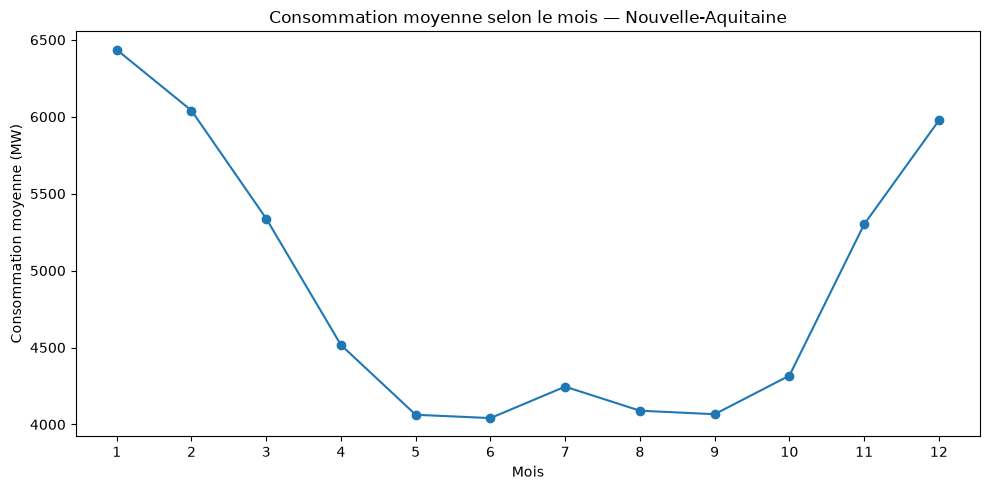 Consommation moyenne selon le mois — Nouvelle-Aquitaine
Consommation moyenne (MW)
6500
6000
5500
5000
4500
4000
1 2 3 4 5 6 7 8 9 10 11 12
Mois